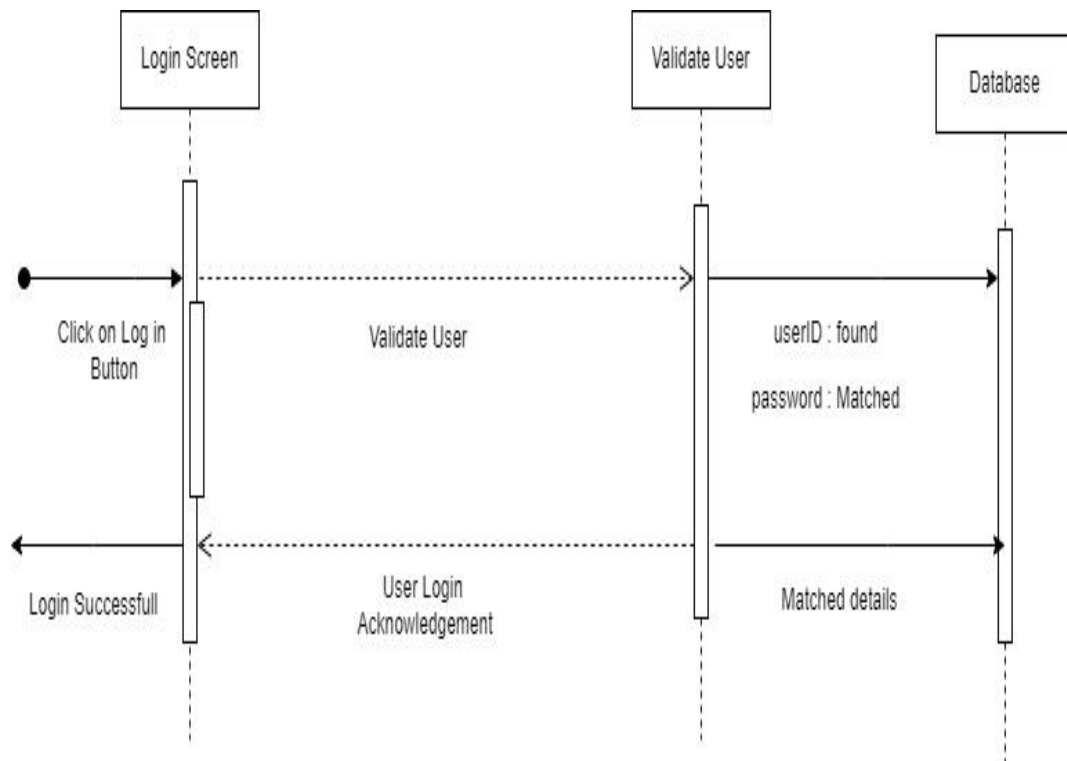 Login Screen
Validate User
Database
Click on Log in
Button
Validate User
userID : found
password : Matched
Login Successfull
User Login
Acknowledgement
Matched details